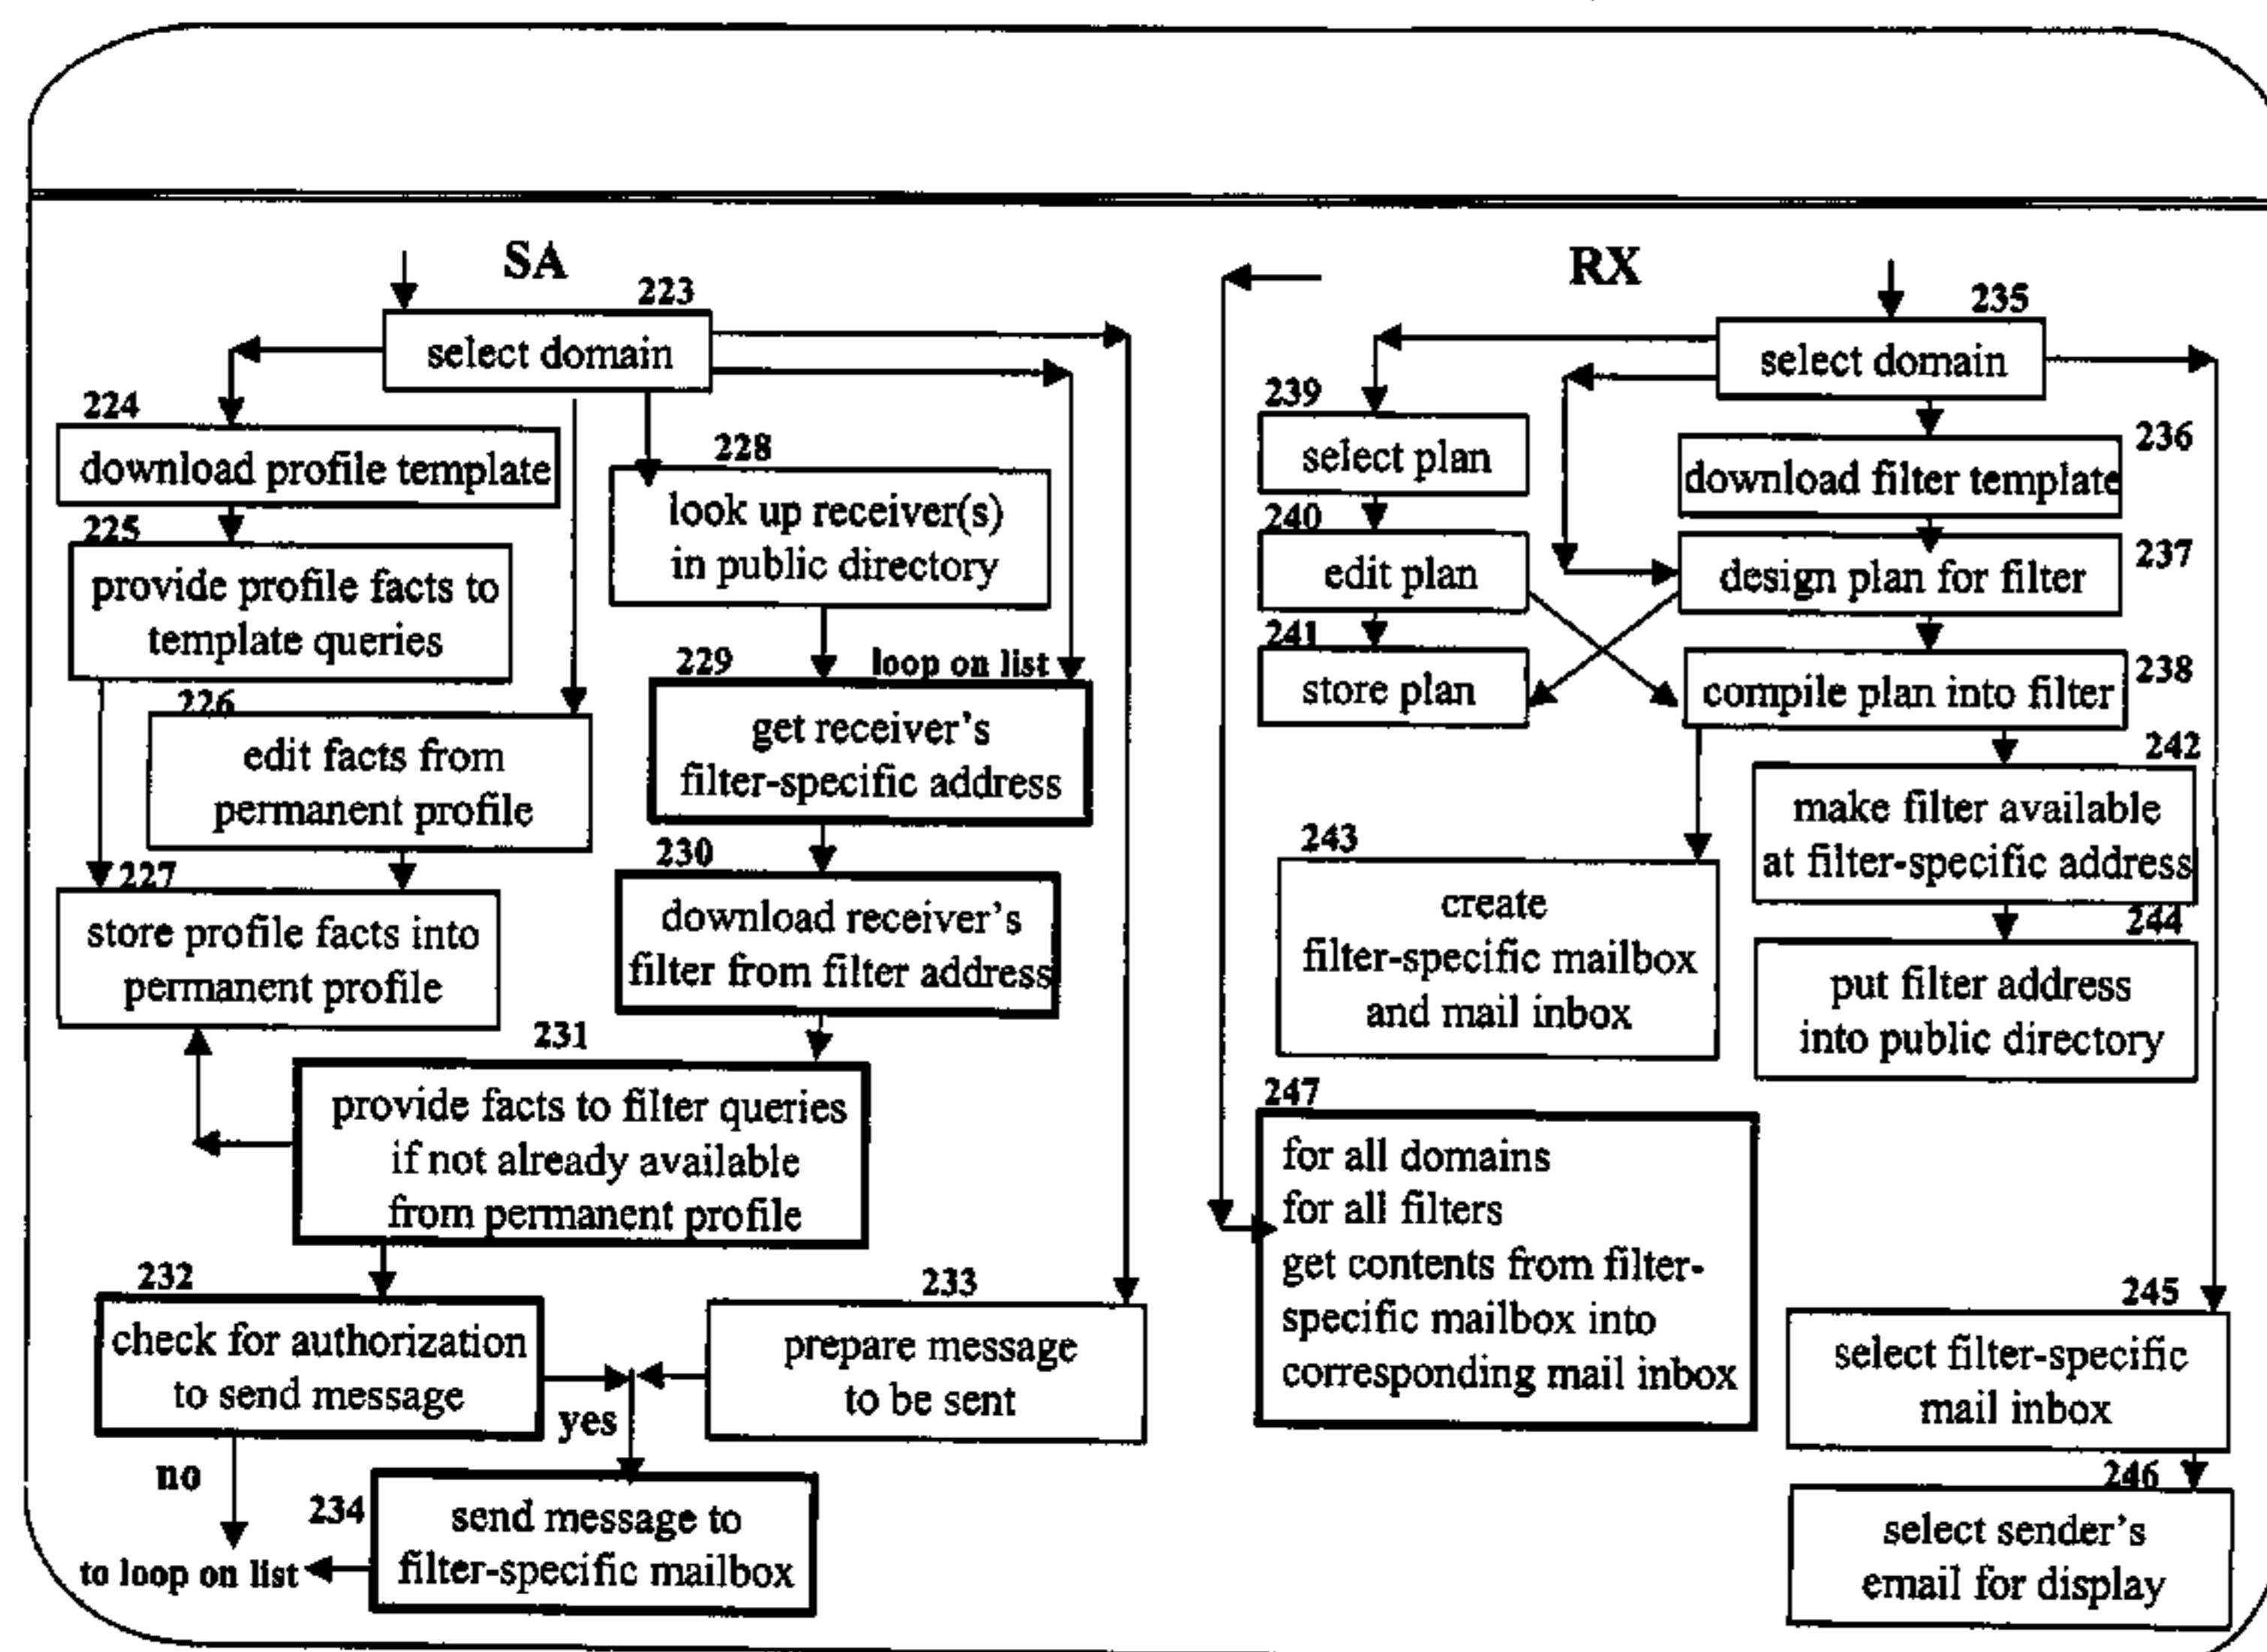 SA
223
select domain
224
download profile template
225
provide profile facts to
template queries
226
edit facts from
permanent profile
227
store profile facts into
permanent profile
228
look up receiver(s)
in public directory
229
loop on list
get receiver's
filter-specific address
230
download receiver's
filter from filter address
231
provide facts to filter queries
if not already available
from permanent profile
232
check for authorization
to send message
yes
no
233
prepare message
to be sent
234
send message to
filter-specific mailbox
to loop on list
RX
235
select domain
236
download filter template
237
design plan for filter
238
compile plan into filter
239
select plan
240
edit plan
241
store plan
242
make filter available
at filter-specific address
243
create
filter-specific mailbox
and mail inbox
244
put filter address
into public directory
245
select filter-specific
mail inbox
246
select sender's
email for display
247
for all domains
for all filters
get contents from filter-
specific mailbox into
corresponding mail inbox